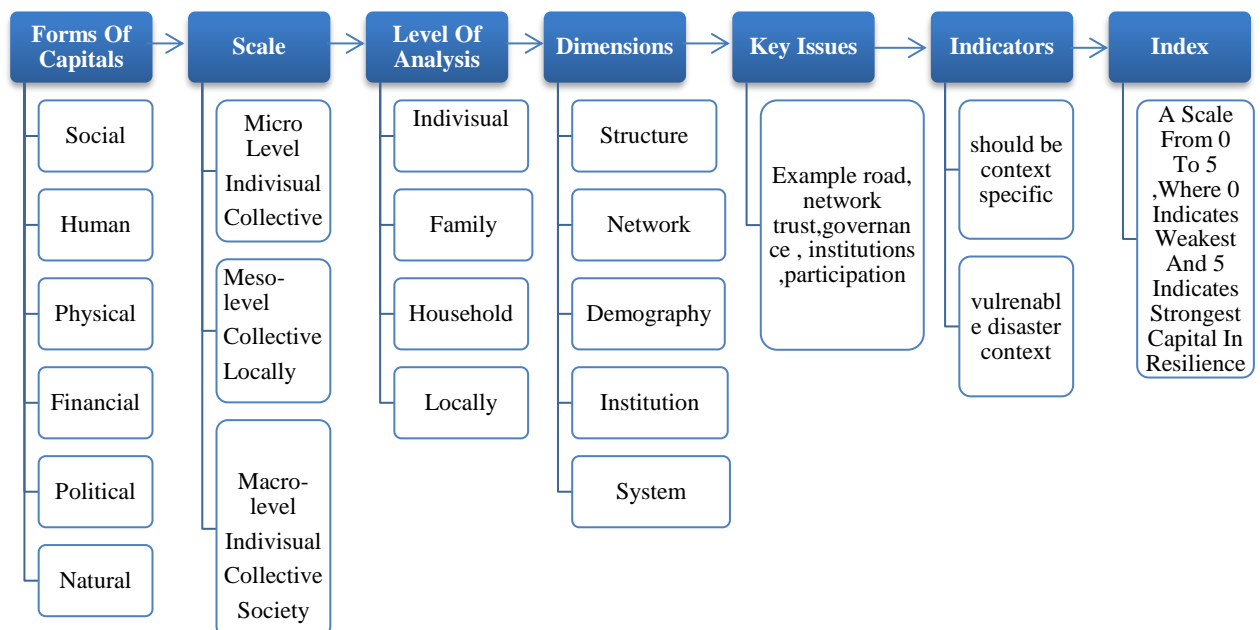 Forms Of
Capitals
Social
Human
Physical
Financial
Political
Natural
Scale
Micro
Level
Indivisual
Collective
Meso-
level
Collective
Locally
Macro-
level
Indivisual
Collective
Society
Level Of
Analysis
Indivisual
Family
Household
Locally
Dimensions
Structure
Network
Demography
Institution
System
Key Issues
Example road,
network
trust,governan
ce , institutions
,participation
Indicators
should be
context
specific
vulrenabl
e disaster
context
Index
A Scale
From 0
To 5
,Where 0
Indicates
Weakest
And 5
Indicates
Strongest
Capital In
Resilience